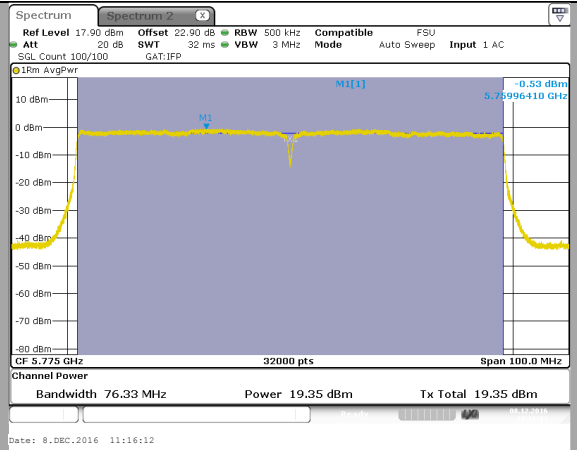 Spectrum Spectrum 2 X
Ref Level 17.90 dBm Offset 22.90 dB RBW 500 kHz Compatible FSU
Att 20 dB SWT 32 ms VBW 3 MHz Mode Auto Sweep Input 1 AC
SGL Count 100/100 GAT:IFP
1Rm AvgPwr
M1[1] -0.53 dBm
5.75996410 GHz
10 dBm
M1
0 dBm
-10 dBm
-20 dBm
-30 dBm
-40 dBm
-50 dBm
-60 dBm
-70 dBm
-80 dBm
CF 5.775 GHz 32000 pts Span 100.0 MHz
Channel Power
Bandwidth 76.33 MHz Power 19.35 dBm Tx Total 19.35 dBm
Ready 08.12.2016
Date: 8.DEC.2016 11:16:12